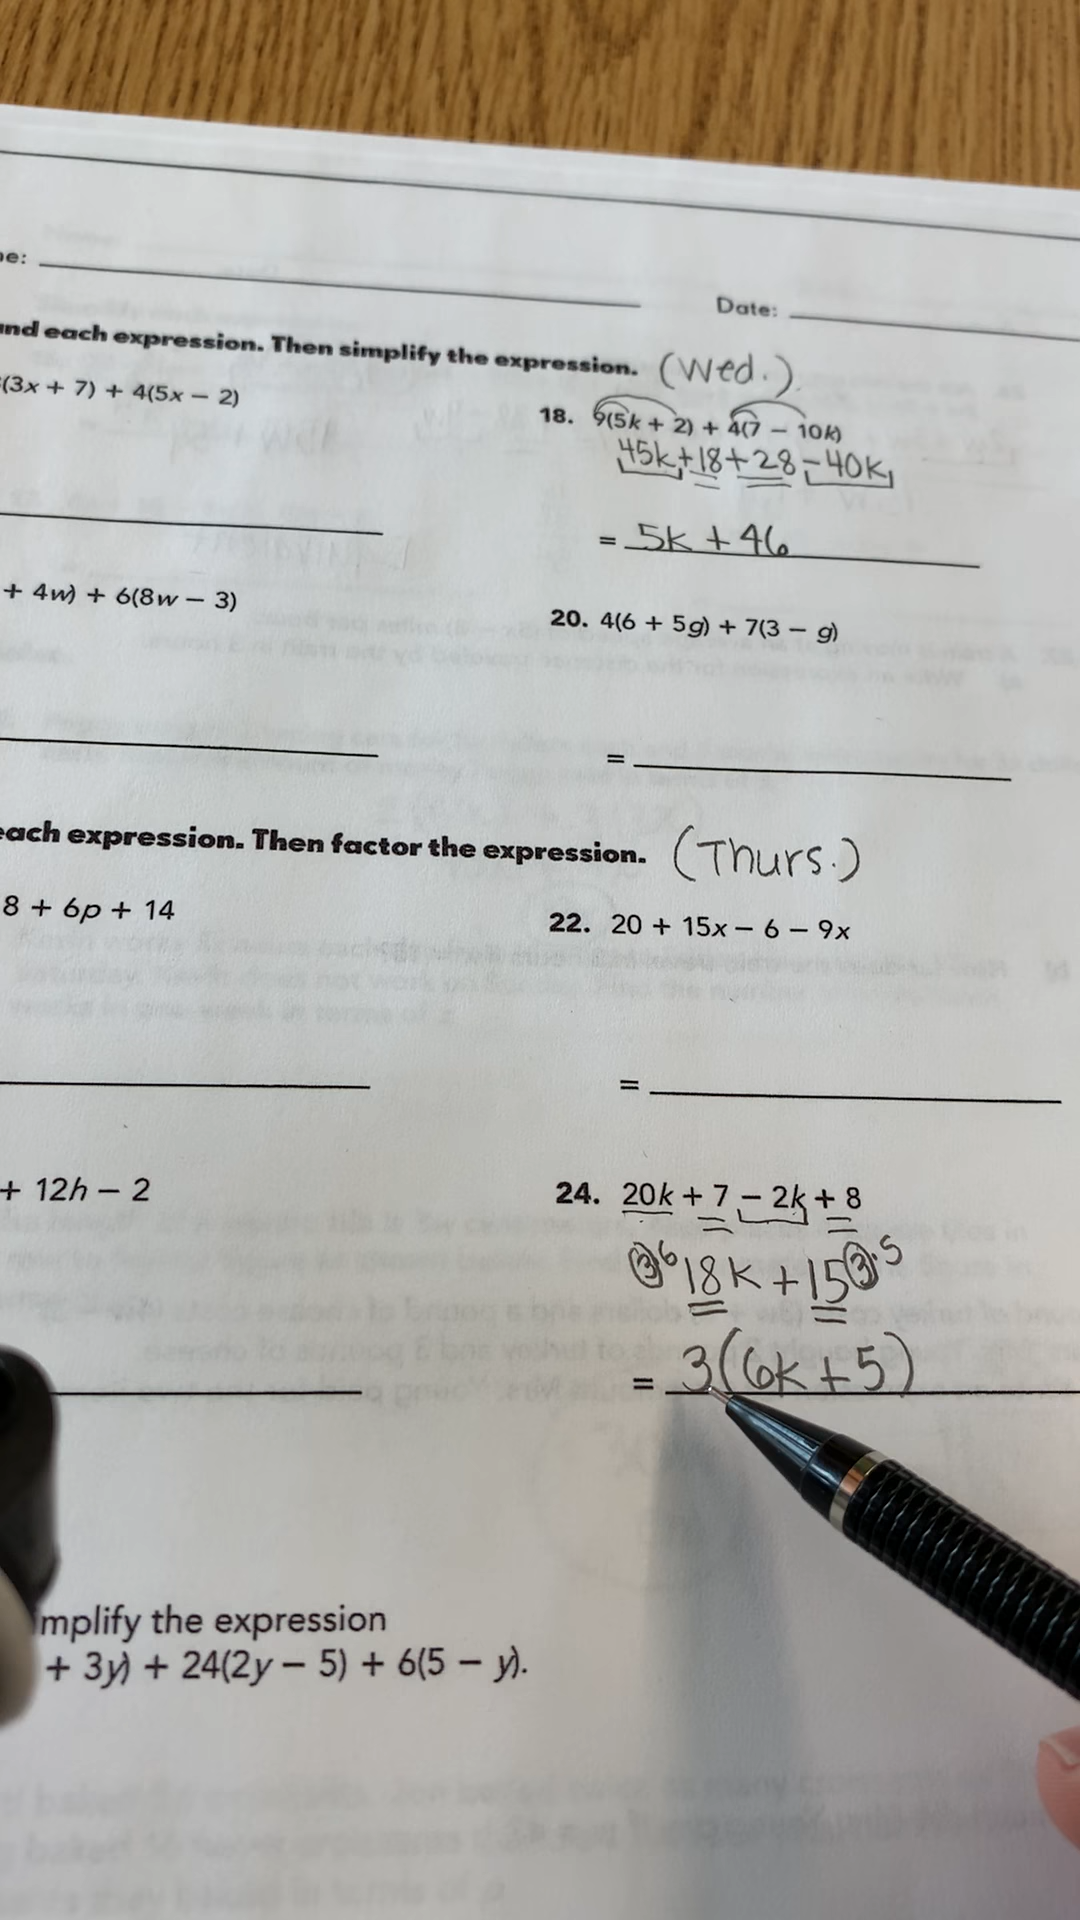 Date:
each expression. Then simplify the expression. (Wed.)
(3x + 7) + 4(5x − 2)
18. 9(5k + 2) + 4(7 − 10k)
45k+18+28−40k
= 5k + 46
+ 4w) + 6(8w − 3)
20. 4(6 + 5g) + 7(3 − g)
=
each expression. Then factor the expression. (Thurs.)
8 + 6p + 14
22. 20 + 15x − 6 − 9x
=
+ 12h − 2
24. 20k + 7 − 2k + 8
3·6 18k + 15 3·5
= 3(6k+5)
the expression
+ 3y) + 24(2y − 5) + 6(5 − y).